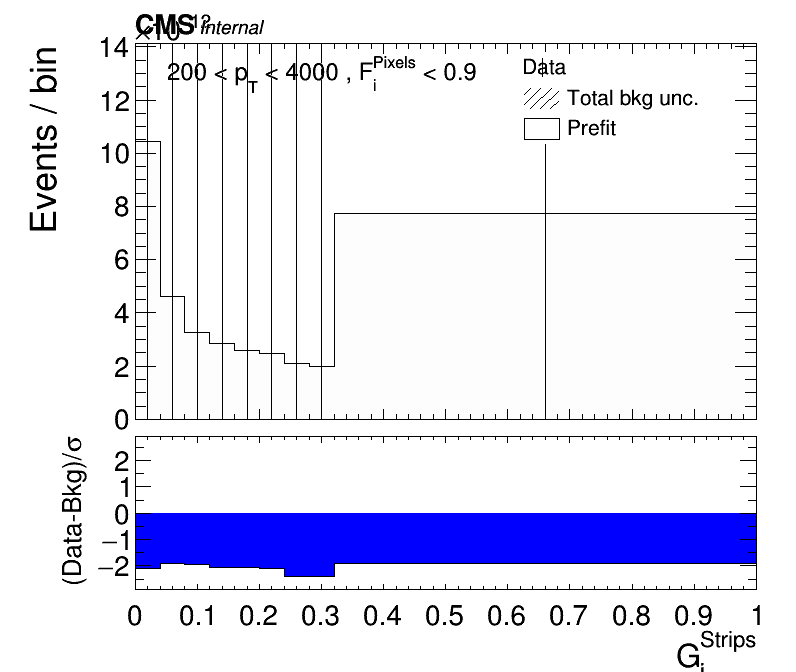 CMS Internal
×10¹²
200 < p_T < 4000 , F_i^Pixels < 0.9
Data
Total bkg unc.
Prefit
Events / bin
14
12
10
8
6
4
2
0
(Data-Bkg)/σ
2
1
0
−1
−2
0 0.1 0.2 0.3 0.4 0.5 0.6 0.7 0.8 0.9 1
G_i^Strips